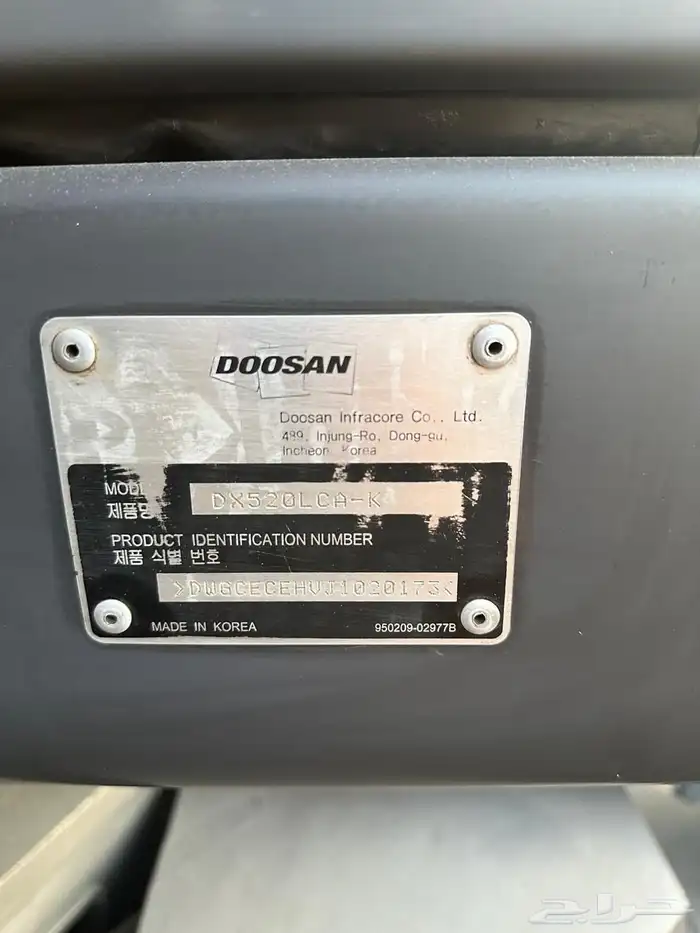 DOOSAN
Doosan Infracore Co., Ltd.
489, Injung-Ro, Dong-gu,
Incheon Korea
DX520LCA-K
제품명
PRODUCT IDENTIFICATION NUMBER
제품 식별 번호
>DWGCECEHVJ1020173<
MADE IN KOREA
950209-02977B
حراج